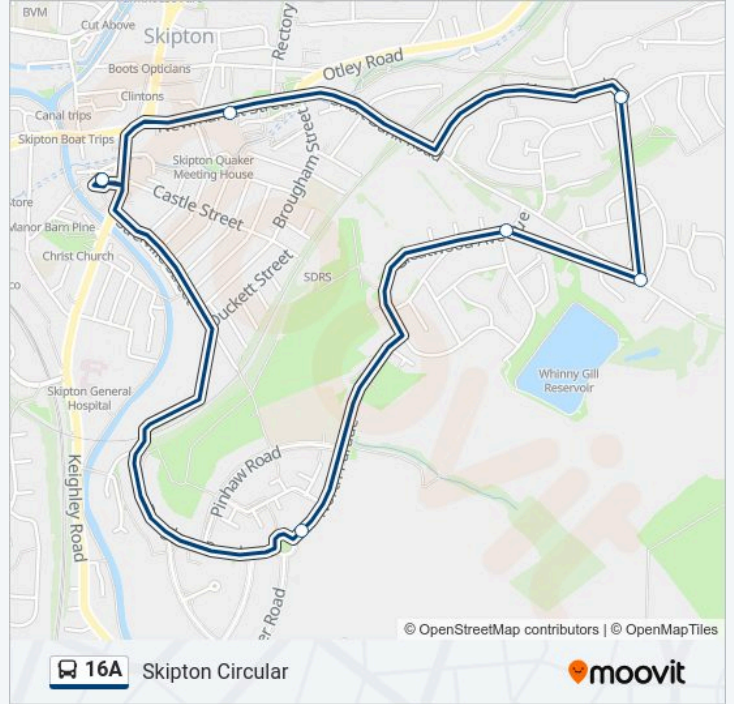 BVM
Cut Above
Skipton
Rectory
Otley Road
Boots Opticians
Clintons
Canal trips
Skipton Boat Trips
Skipton Quaker
Meeting House
Brougham Street
Castle Street
Manor Barn Pine
Christ Church
Duckett Street
SDRS
Whinny Gill
Reservoir
Skipton General
Hospital
Keighley Road
Pinhaw Road
er Road
© OpenStreetMap contributors | © OpenMapTiles
16A
Skipton Circular
moovit